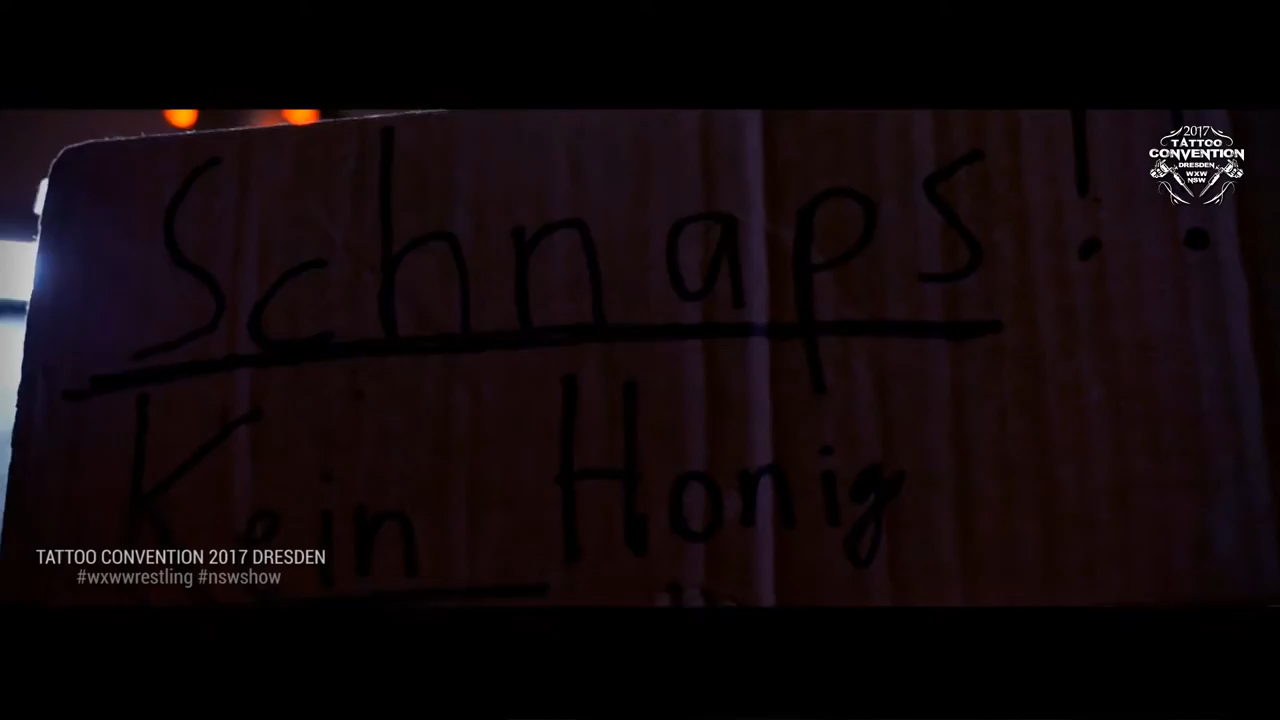 Schnaps!!
Kein Honig
2017
TATTOO
CONVENTION
DRESDEN
WXW
NSW
TATTOO CONVENTION 2017 DRESDEN
#wxwwrestling #nswshow